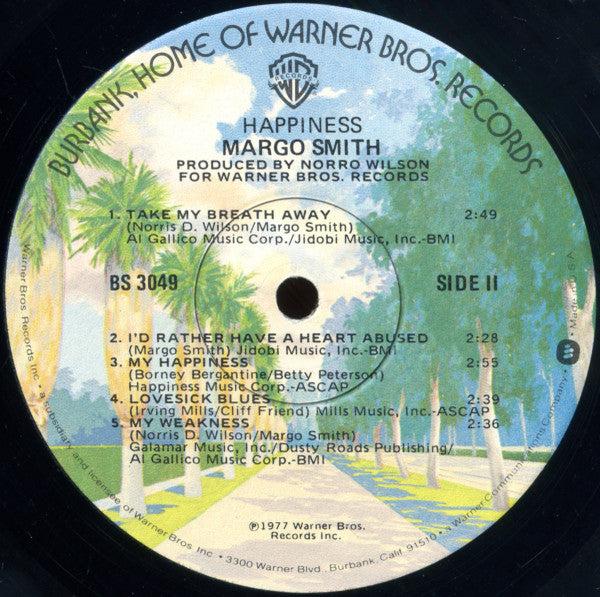 BURBANK, HOME OF WARNER BROS. RECORDS
RECORDS
HAPPINESS
MARGO SMITH
PRODUCED BY NORRO WILSON
FOR WARNER BROS. RECORDS
1. TAKE MY BREATH AWAY 2:49
(Norris D. Wilson/Margo Smith)
Al Gallico Music Corp./Jidobi Music, Inc.-BMI
BS 3049 SIDE II
2. I'D RATHER HAVE A HEART ABUSED 2:28
(Margo Smith) Jidobi Music, Inc.-BMI
3. MY HAPPINESS 2:55
(Borney Bergantine/Betty Peterson)
Happiness Music Corp.-ASCAP
4. LOVESICK BLUES 2:39
(Irving Mills/Cliff Friend) Mills Music, Inc.-ASCAP
5. MY WEAKNESS 2:36
(Norris D. Wilson/Margo Smith)
Galamar Music, Inc./Dusty Roads Publishing/
Al Gallico Music Corp.-BMI
℗1977 Warner Bros.
Records Inc.
Warner Bros. Records Inc. • a subsidiary and licensee of Warner Bros. Inc. • 3300 Warner Blvd., Burbank, Calif. 91510 • a Warner Communications Company • Made in U.S.A.